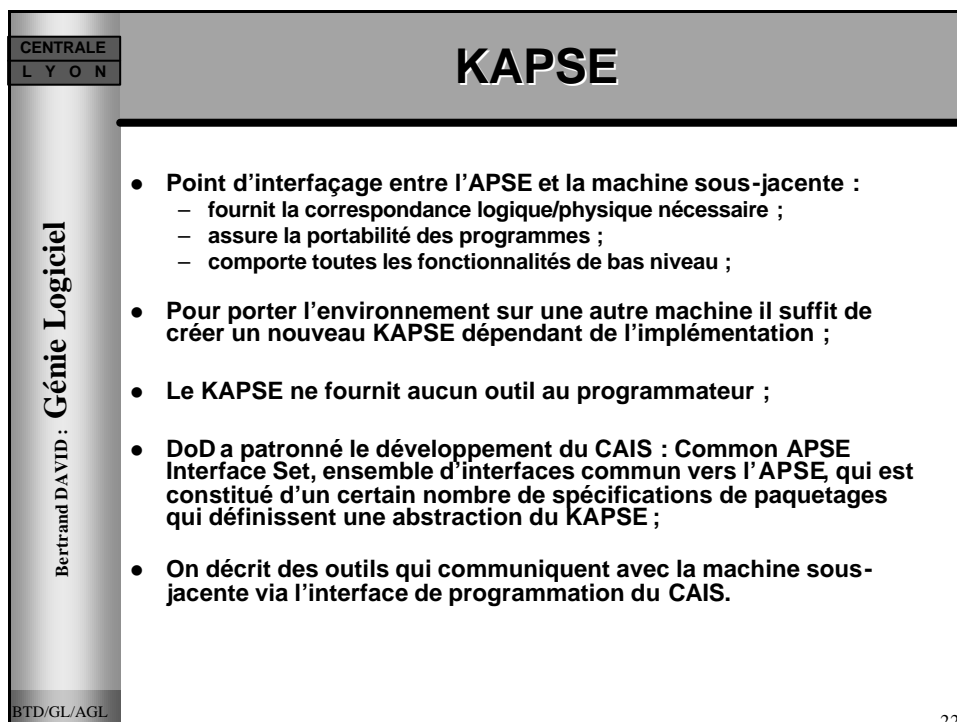 CENTRALE
L Y O N
KAPSE
Bertrand DAVID : Génie Logiciel
● Point d'interfaçage entre l'APSE et la machine sous-jacente :
– fournit la correspondance logique/physique nécessaire ;
– assure la portabilité des programmes ;
– comporte toutes les fonctionnalités de bas niveau ;
● Pour porter l'environnement sur une autre machine il suffit de
créer un nouveau KAPSE dépendant de l'implémentation ;
● Le KAPSE ne fournit aucun outil au programmateur ;
● DoD a patronné le développement du CAIS : Common APSE
Interface Set, ensemble d'interfaces commun vers l'APSE, qui est
constitué d'un certain nombre de spécifications de paquetages
qui définissent une abstraction du KAPSE ;
● On décrit des outils qui communiquent avec la machine sous-
jacente via l'interface de programmation du CAIS.
BTD/GL/AGL
22